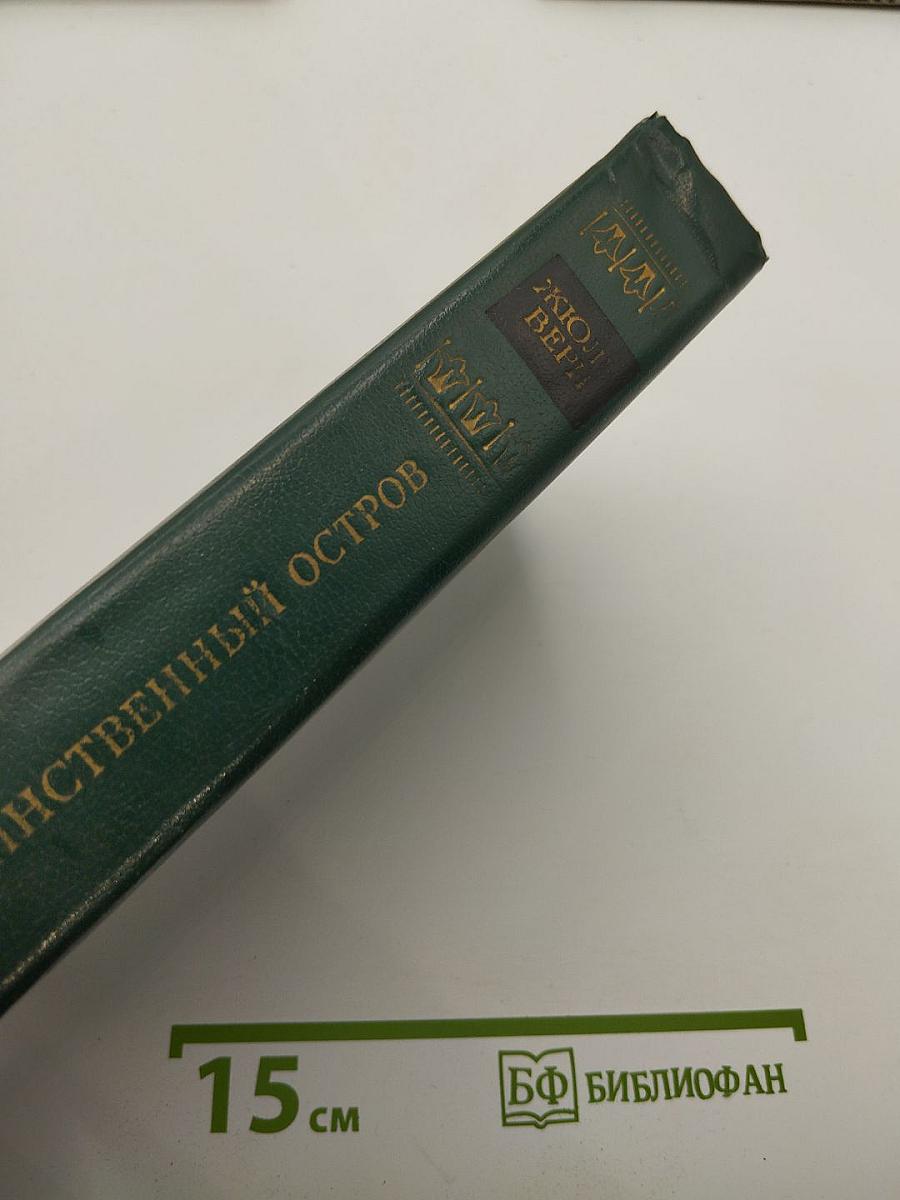 ЖЮЛЬ
ВЕРН
ИНСТВЕННЫЙ ОСТРОВ
15 см
БФ БИБЛИОФАН